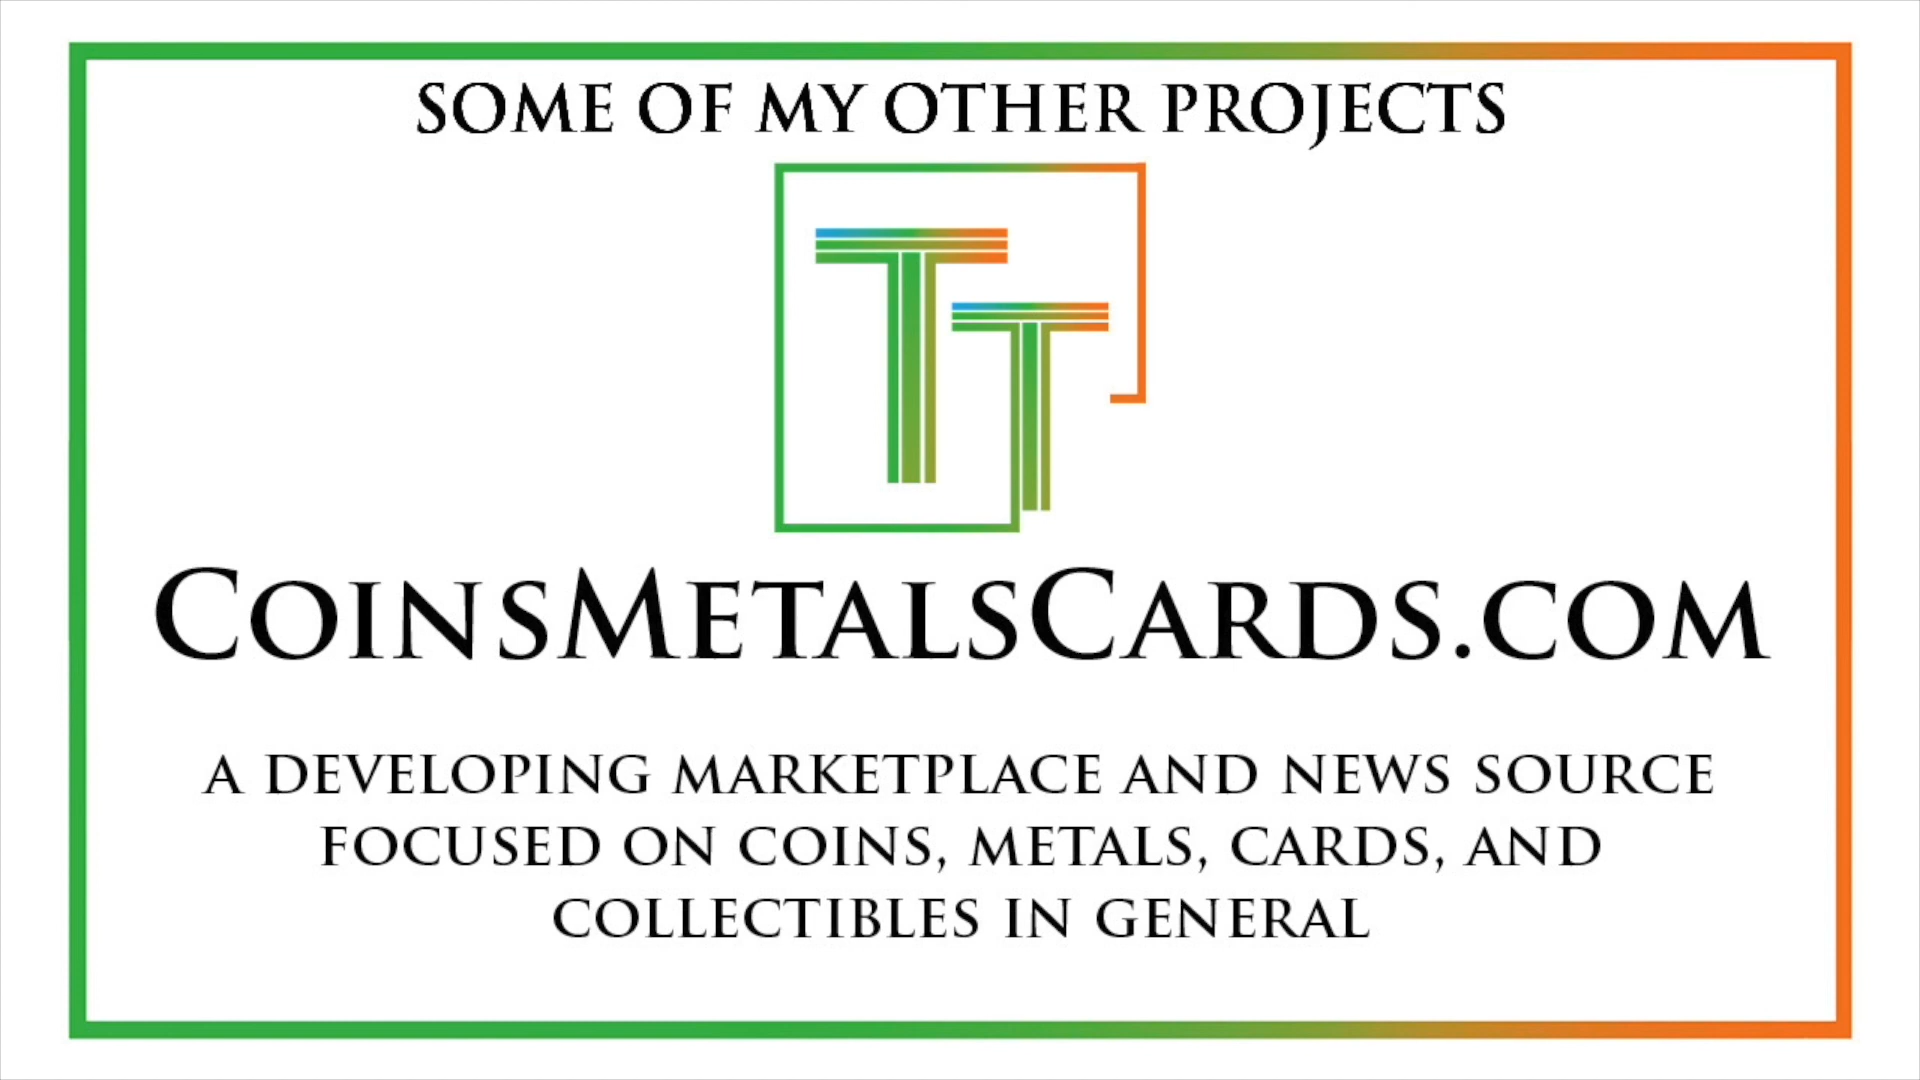 SOME OF MY OTHER PROJECTS
TT
COINSMETALSCARDS.COM
A DEVELOPING MARKETPLACE AND NEWS SOURCE
FOCUSED ON COINS, METALS, CARDS, AND
COLLECTIBLES IN GENERAL